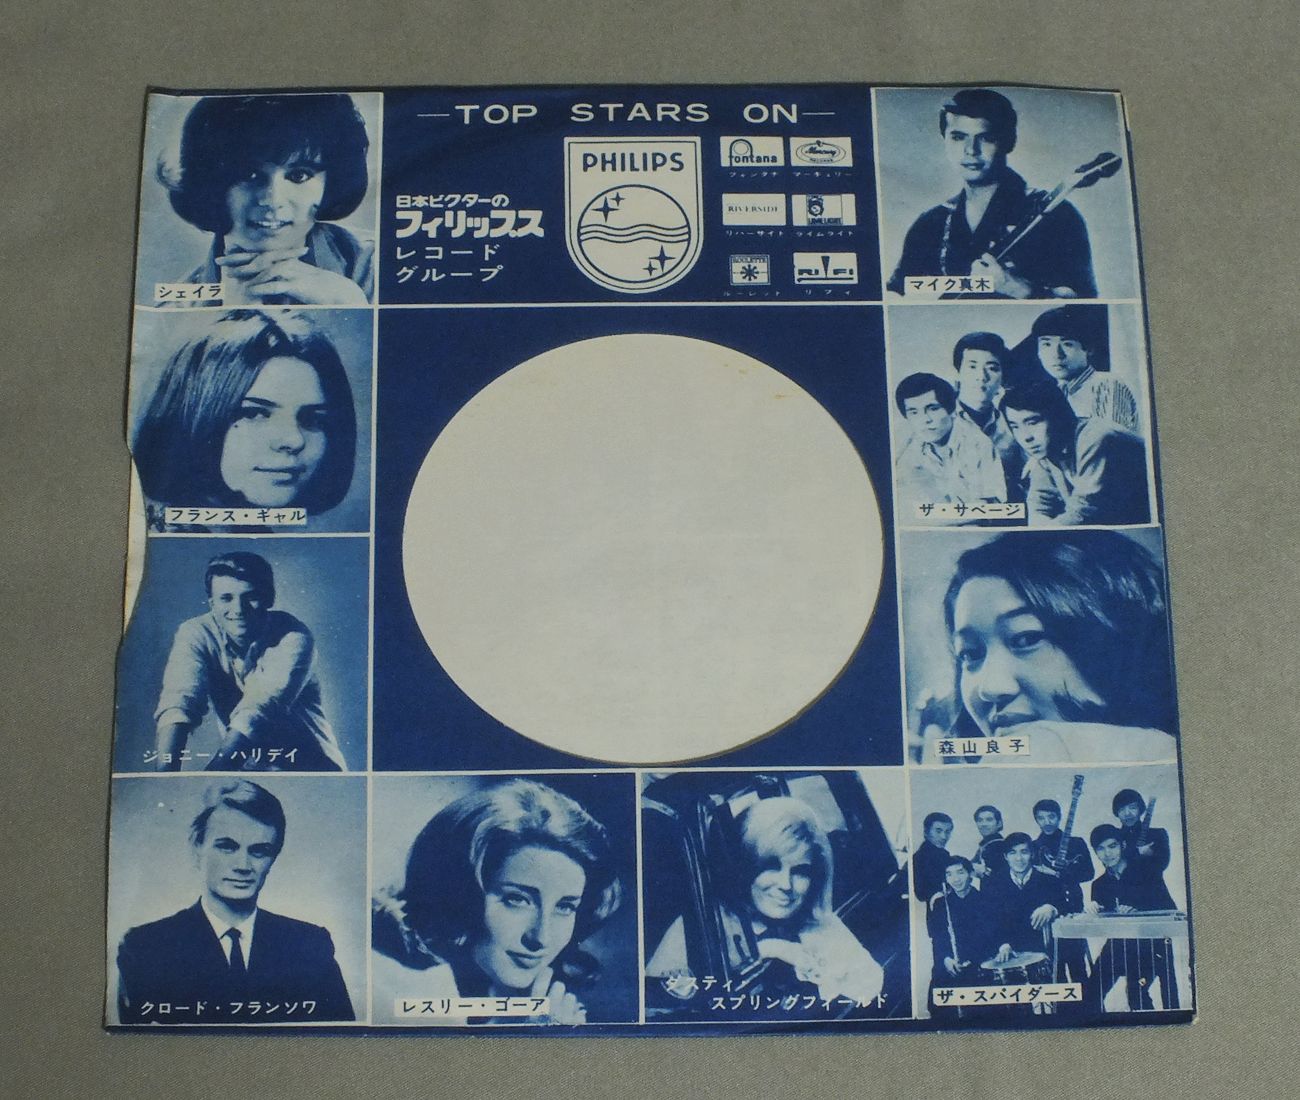 —TOP STARS ON—
PHILIPS
日本ビクターの
フィリップス
レコード
グループ
fontana
フォンタナ
Mercury
RECORDS
マーキュリー
RIVERSIDE
リバーサイド
LIMELIGHT
ライムライト
ROULETTE
ルーレット
RI-FI
リフィ
シェイラ
マイク真木
フランス・ギャル
ザ・サベージ
ジョニー・ハリデイ
森山良子
クロード・フランソワ
レスリー・ゴーア
ダスティ
スプリングフィールド
ザ・スパイダース